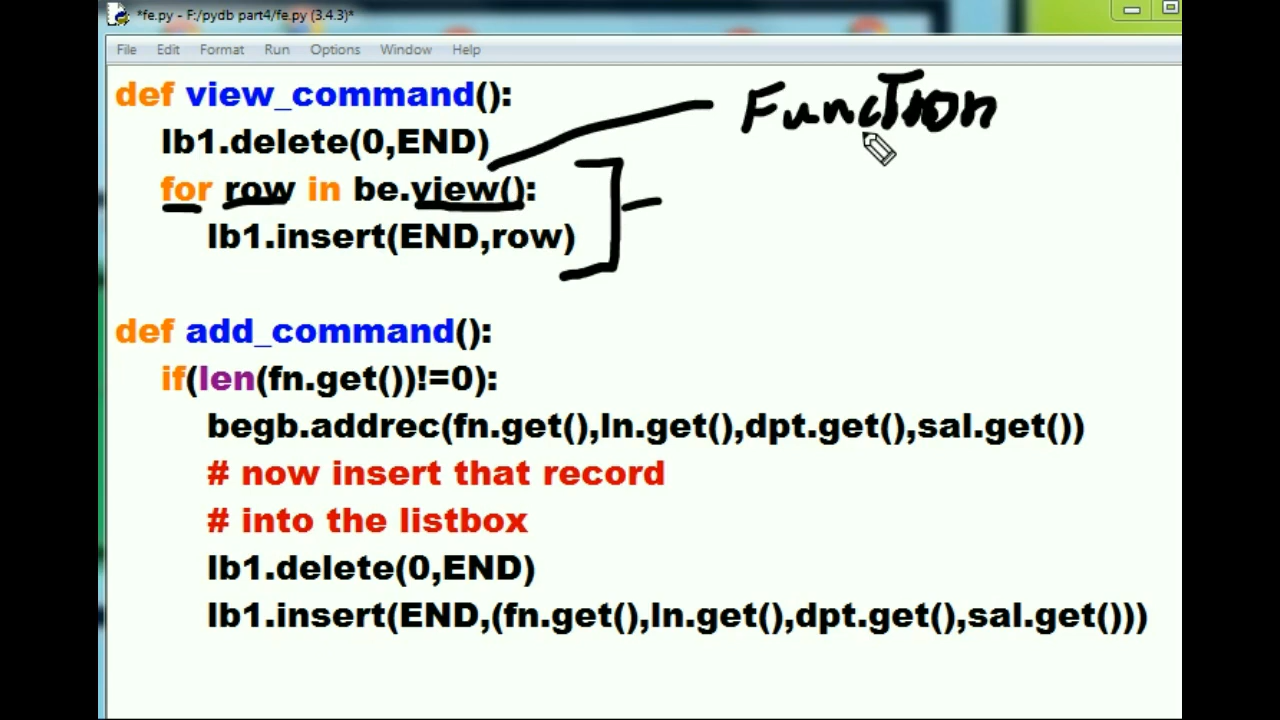 *fe.py - F:/pydb part4/fe.py (3.4.3)*
File Edit Format Run Options Window Help
def view_command():
lb1.delete(0,END)
for row in be.view():
lb1.insert(END,row)
Function
def add_command():
if(len(fn.get())!=0):
begb.addrec(fn.get(),ln.get(),dpt.get(),sal.get())
# now insert that record
# into the listbox
lb1.delete(0,END)
lb1.insert(END,(fn.get(),ln.get(),dpt.get(),sal.get()))